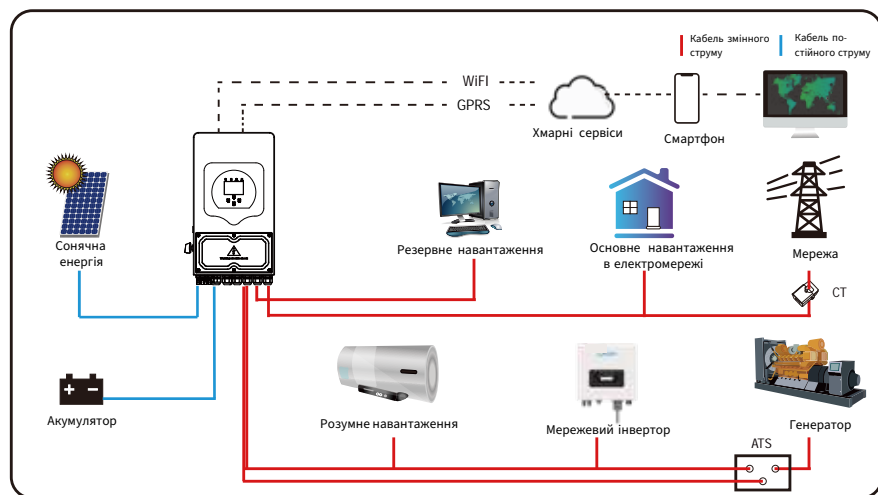 Кабель змінного
струму
Кабель по-
стійного струму
WiFI
GPRS
Хмарні сервіси
Смартфон
Сонячна
енергія
Резервне навантаження
Основне навантаження
в електромережі
Мережа
CT
Акумулятор
Розумне навантаження
Мережевий інвертор
Генератор
ATS